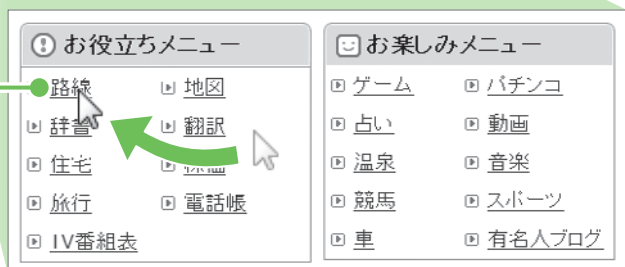 お役立ちメニュー
路線 地図
辞書 翻訳
住宅 株価
旅行 電話帳
TV番組表
お楽しみメニュー
ゲーム パチンコ
占い 動画
温泉 音楽
競馬 スポーツ
車 有名人ブログ